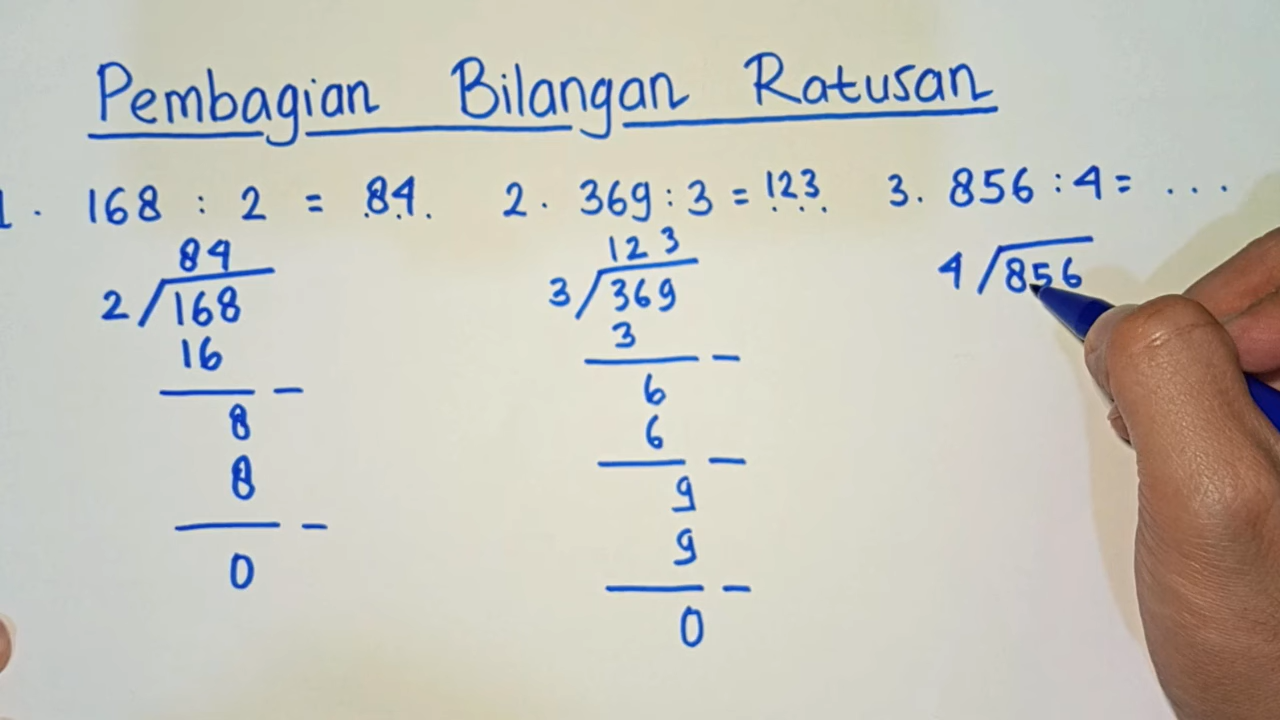 Pembagian Bilangan Ratusan
1. 168 : 2 = 84
84
2 / 168
16
8
8
0
2. 369 : 3 = 123
123
3 / 369
3
6
6
9
9
0
3. 856 : 4 = ...
4 / 856